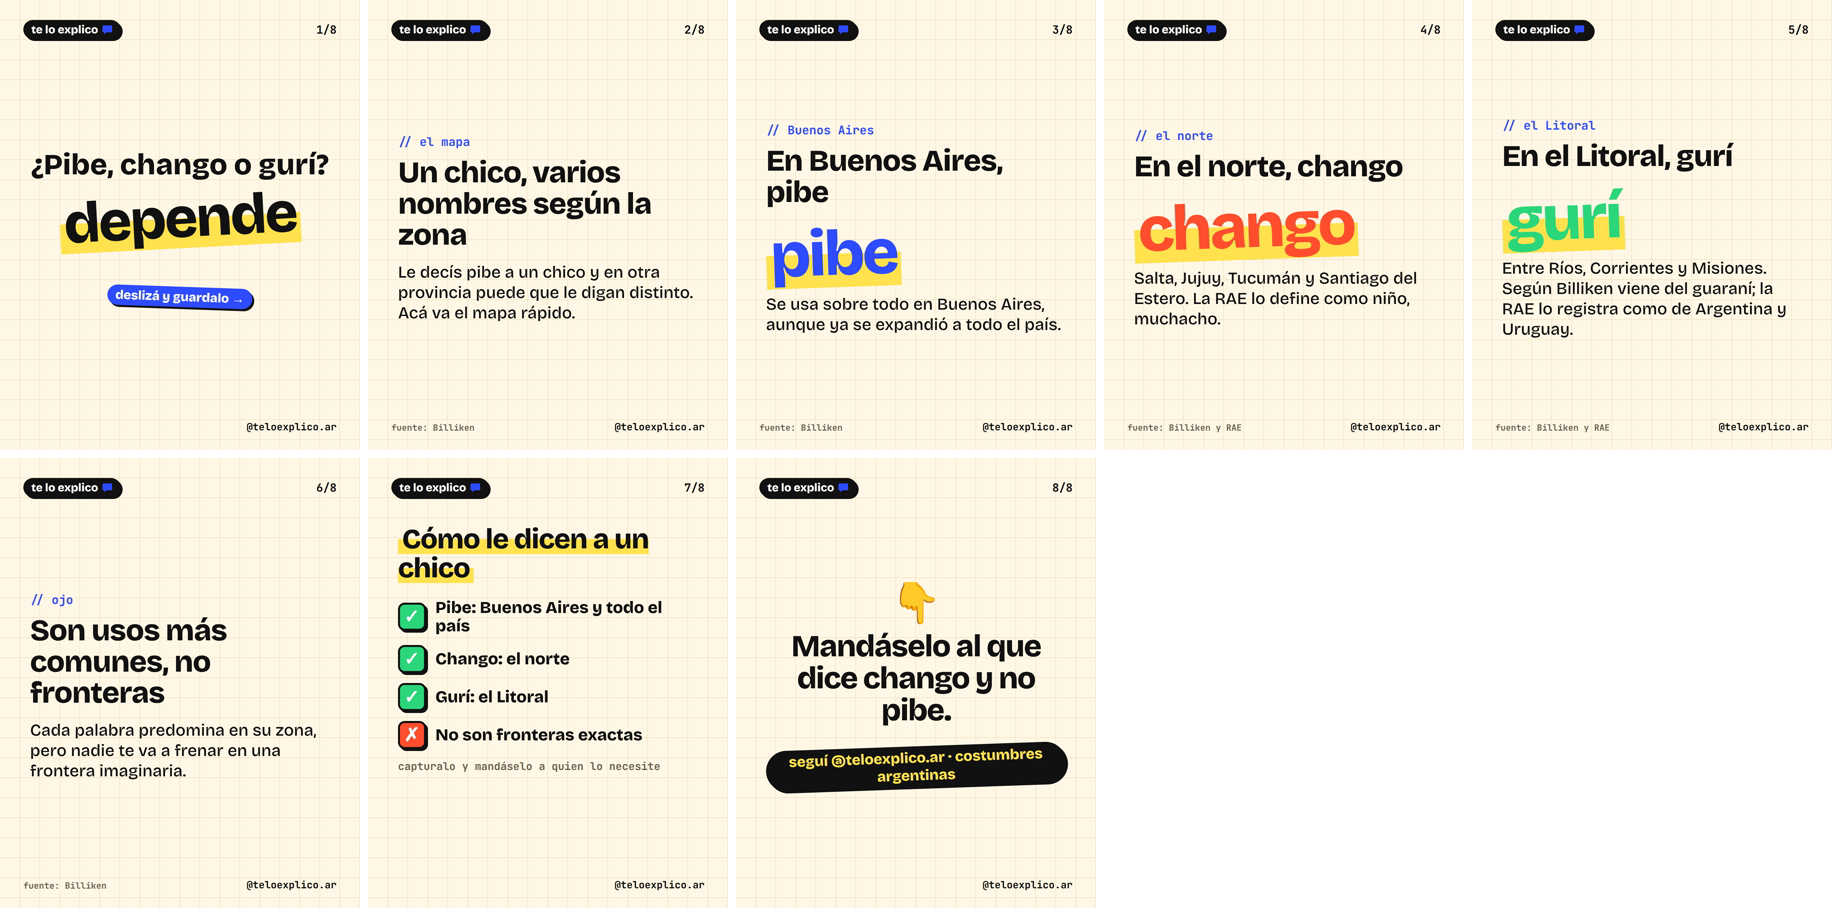 te lo explico
1/8
¿Pibe, chango o gurí?
depende
deslizá y guardalo →
@teloexplico.ar
te lo explico
2/8
// el mapa
Un chico, varios
nombres según la
zona
Le decís pibe a un chico y en otra
provincia puede que le digan distinto.
Acá va el mapa rápido.
fuente: Billiken
@teloexplico.ar
te lo explico
3/8
// Buenos Aires
En Buenos Aires,
pibe
pibe
Se usa sobre todo en Buenos Aires,
aunque ya se expandió a todo el país.
fuente: Billiken
@teloexplico.ar
te lo explico
4/8
// el norte
En el norte, chango
chango
Salta, Jujuy, Tucumán y Santiago del
Estero. La RAE lo define como niño,
muchacho.
fuente: Billiken y RAE
@teloexplico.ar
te lo explico
5/8
// el Litoral
En el Litoral, gurí
gurí
Entre Ríos, Corrientes y Misiones.
Según Billiken viene del guaraní; la
RAE lo registra como de Argentina y
Uruguay.
fuente: Billiken y RAE
@teloexplico.ar
te lo explico
6/8
// ojo
Son usos más
comunes, no
fronteras
Cada palabra predomina en su zona,
pero nadie te va a frenar en una
frontera imaginaria.
fuente: Billiken
@teloexplico.ar
te lo explico
7/8
Cómo le dicen a un
chico
✓ Pibe: Buenos Aires y todo el
país
✓ Chango: el norte
✓ Gurí: el Litoral
✗ No son fronteras exactas
capturalo y mandáselo a quien lo necesite
@teloexplico.ar
te lo explico
8/8
👇
Mandáselo al que
dice chango y no
pibe.
seguí @teloexplico.ar · costumbres
argentinas
@teloexplico.ar